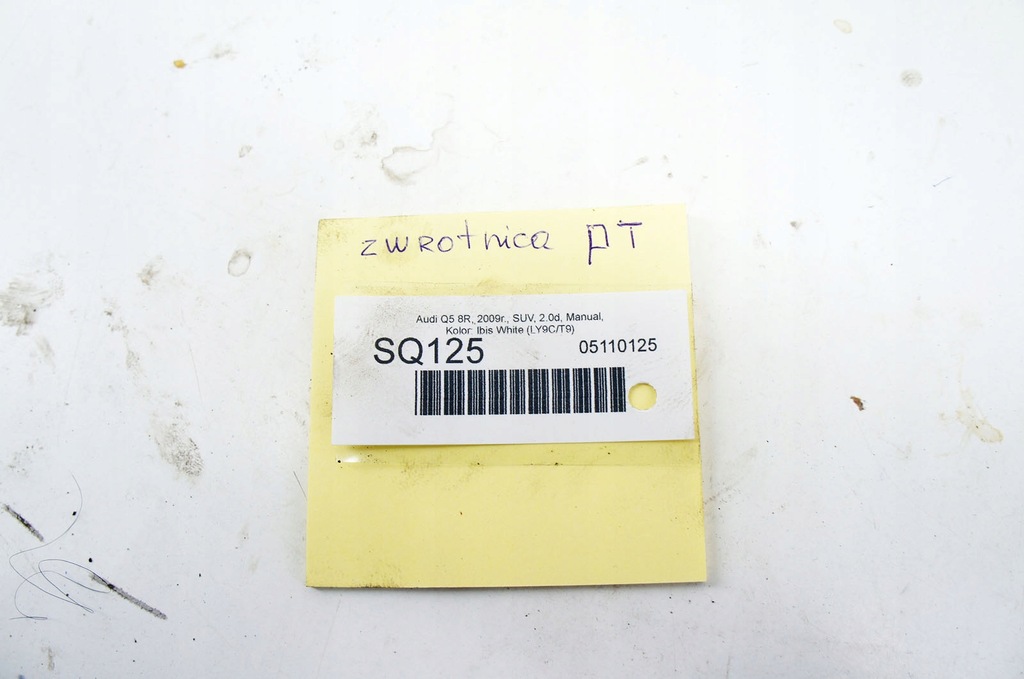 zwrotnica PT
Audi Q5 8R, 2009r., SUV, 2.0d, Manual,
Kolor: Ibis White (LY9C/T9)
SQ125 05110125